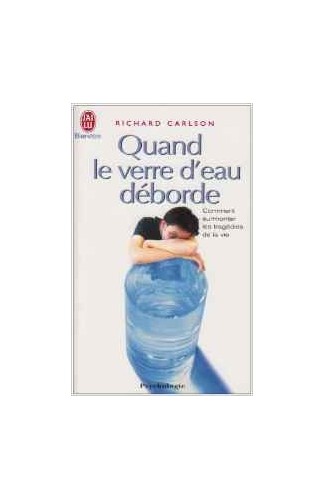 J'AI
LU
Bien-être
RICHARD CARLSON
Quand
le verre d'eau
déborde
Comment
surmonter
les tragédies
de la vie
Psychologie